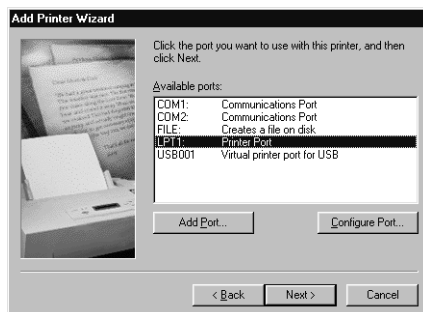 Add Printer Wizard
Click the port you want to use with this printer, and then
click Next.
Available ports:
COM1: Communications Port
COM2: Communications Port
FILE: Creates a file on disk
LPT1: Printer Port
USB001 Virtual printer port for USB
Add Port...
Configure Port...
< Back
Next >
Cancel